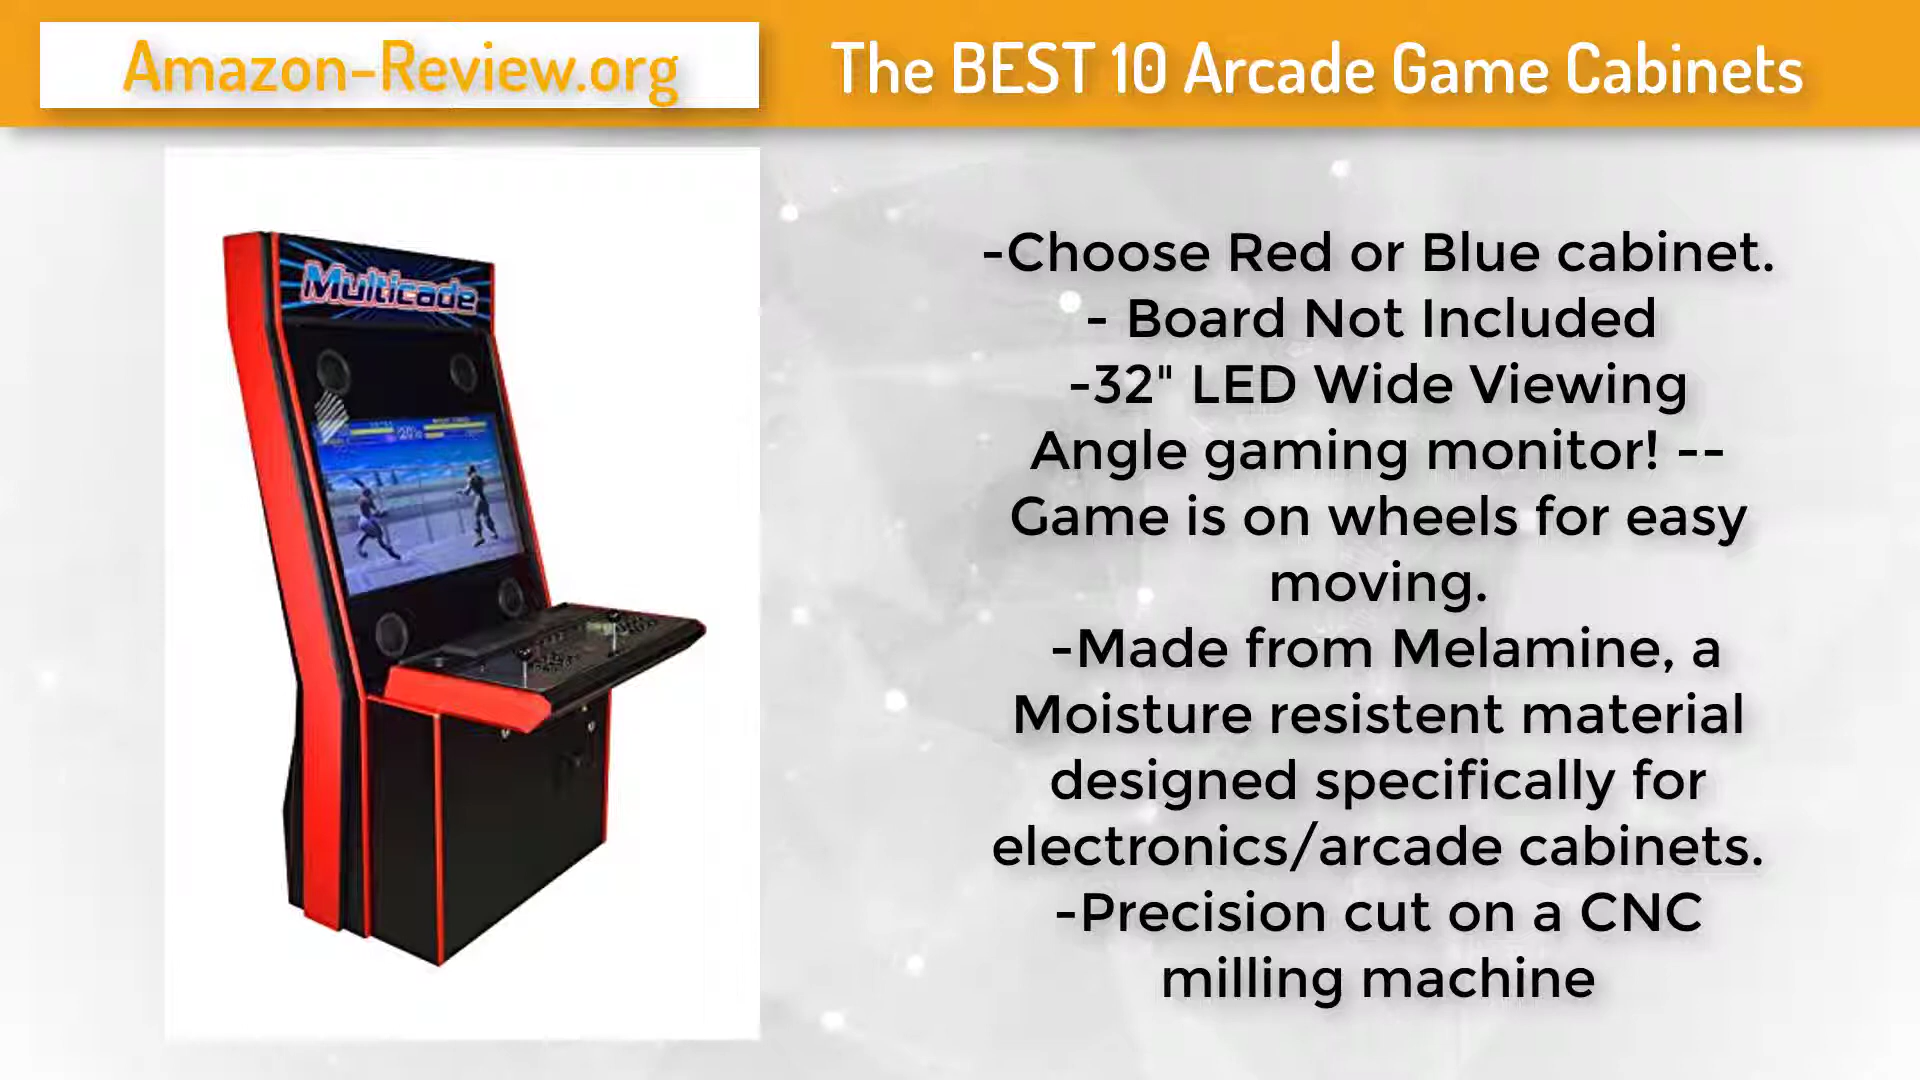 Amazon-Review.org
The BEST 10 Arcade Game Cabinets
Multicade
-Choose Red or Blue cabinet.
- Board Not Included
-32" LED Wide Viewing
Angle gaming monitor! --
Game is on wheels for easy
moving.
-Made from Melamine, a
Moisture resistent material
designed specifically for
electronics/arcade cabinets.
-Precision cut on a CNC
milling machine